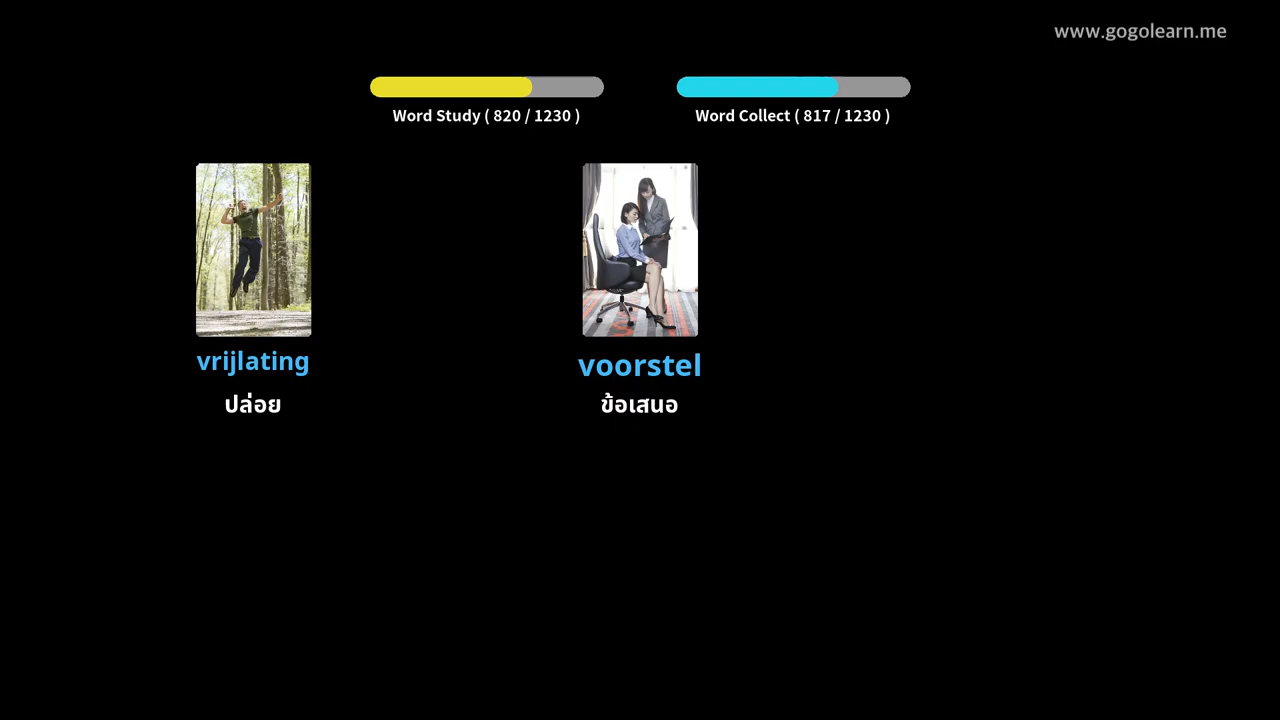 www.gogolearn.me
Word Study ( 820 / 1230 )
Word Collect ( 817 / 1230 )
vrijlating
voorstel
ปล่อย
ข้อเสนอ